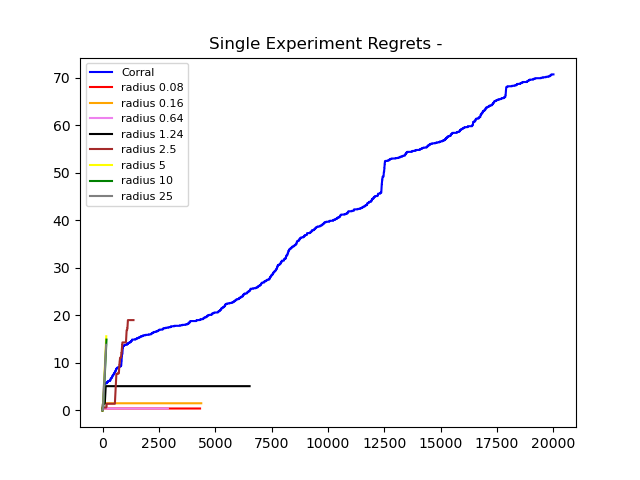 Single Experiment Regrets -
70
60
50
40
30
20
10
0
Corral
radius 0.08
radius 0.16
radius 0.64
radius 1.24
radius 2.5
radius 5
radius 10
radius 25
0 2500 5000 7500 10000 12500 15000 17500 20000